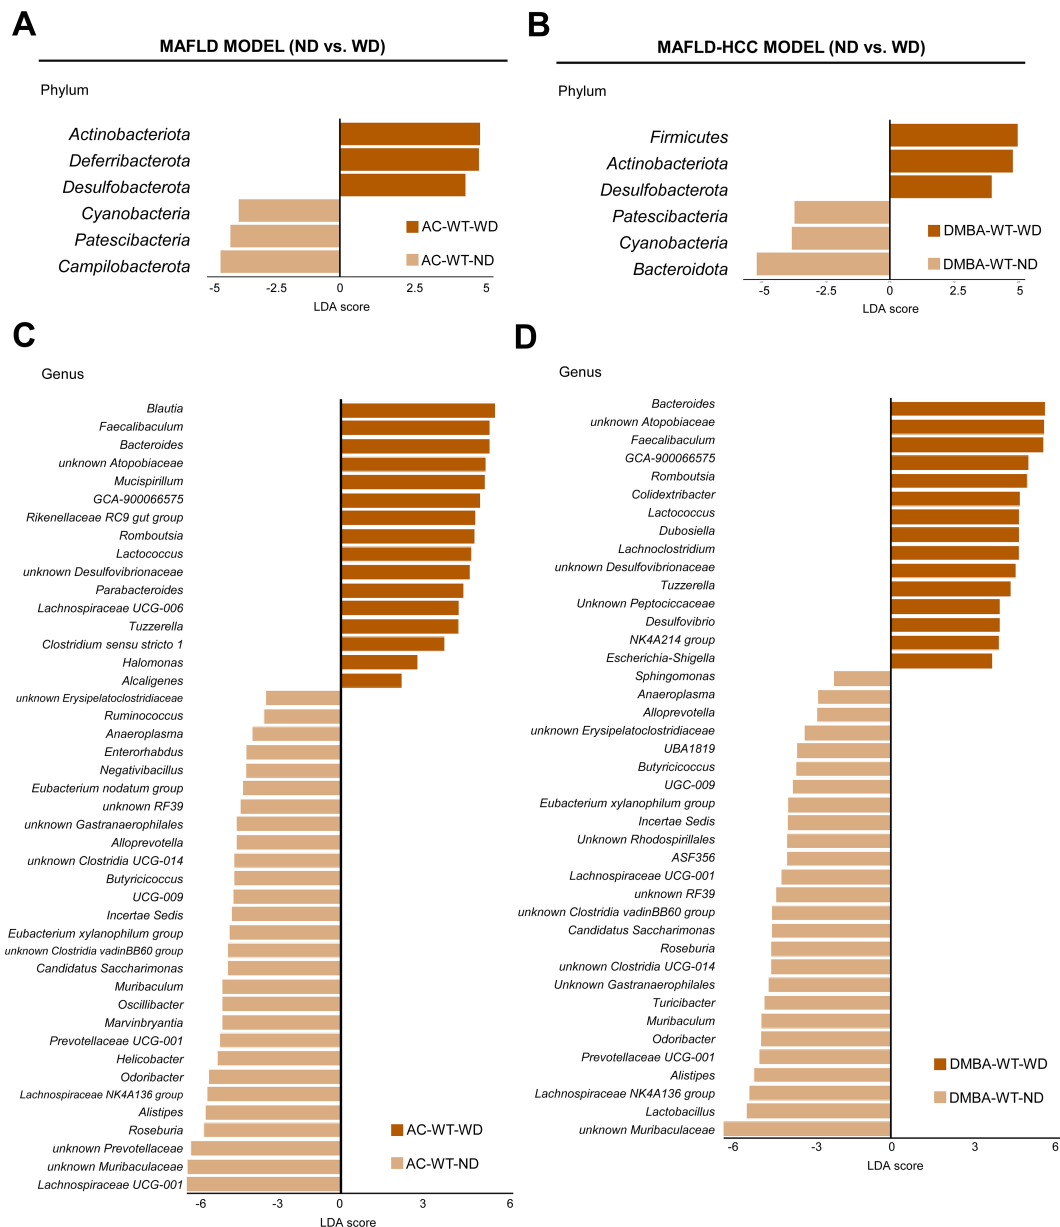 A
MAFLD MODEL (ND vs. WD)
Phylum
Actinobacteriota
Deferribacterota
Desulfobacterota
Cyanobacteria
Patescibacteria
Campilobacterota
AC-WT-WD
AC-WT-ND
-5 -2.5 0 2.5 5
LDA score
B
MAFLD-HCC MODEL (ND vs. WD)
Phylum
Firmicutes
Actinobacteriota
Desulfobacterota
Patescibacteria
Cyanobacteria
Bacteroidota
DMBA-WT-WD
DMBA-WT-ND
-5 -2.5 0 2.5 5
LDA score
C
Genus
Blautia
Faecalibaculum
Bacteroides
unknown Atopobiaceae
Mucispirillum
GCA-900066575
Rikenellaceae RC9 gut group
Romboutsia
Lactococcus
unknown Desulfovibrionaceae
Parabacteroides
Lachnospiraceae UCG-006
Tuzzerella
Clostridium sensu stricto 1
Halomonas
Alcaligenes
unknown Erysipelatoclostridiaceae
Ruminococcus
Anaeroplasma
Enterorhabdus
Negativibacillus
Eubacterium nodatum group
unknown RF39
unknown Gastranaerophilales
Alloprevotella
unknown Clostridia UCG-014
Butyricicoccus
UCG-009
Incertae Sedis
Eubacterium xylanophilum group
unknown Clostridia vadinBB60 group
Candidatus Saccharimonas
Muribaculum
Oscillibacter
Marvinbryantia
Prevotellaceae UCG-001
Helicobacter
Odoribacter
Lachnospiraceae NK4A136 group
Alistipes
Roseburia
unknown Prevotellaceae
unknown Muribaculaceae
Lachnospiraceae UCG-001
AC-WT-WD
AC-WT-ND
-6 -3 0 3 6
LDA score
D
Genus
Bacteroides
unknown Atopobiaceae
Faecalibaculum
GCA-900066575
Romboutsia
Colidextribacter
Lactococcus
Dubosiella
Lachnoclostridium
unknown Desulfovibrionaceae
Tuzzerella
Unknown Peptociccaceae
Desulfovibrio
NK4A214 group
Escherichia-Shigella
Sphingomonas
Anaeroplasma
Alloprevotella
unknown Erysipelatoclostridiaceae
UBA1819
Butyricicoccus
UGC-009
Eubacterium xylanophilum group
Incertae Sedis
Unknown Rhodospirillales
ASF356
Lachnospiraceae UCG-001
unknown RF39
unknown Clostridia vadinBB60 group
Candidatus Saccharimonas
Roseburia
unknown Clostridia UCG-014
Unknown Gastranaerophilales
Turicibacter
Muribaculum
Odoribacter
Prevotellaceae UCG-001
Alistipes
Lachnospiraceae NK4A136 group
Lactobacillus
unknown Muribaculaceae
DMBA-WT-WD
DMBA-WT-ND
-6 -3 0 3 6
LDA score